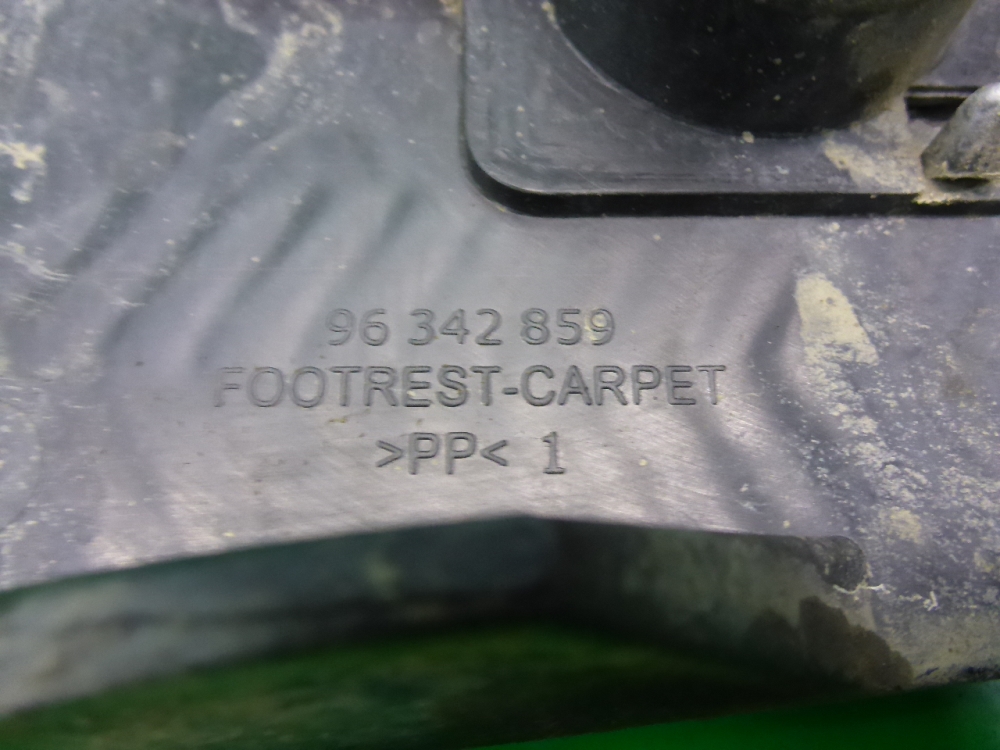 96 342 859
FOOTREST-CARPET
>PP< 1